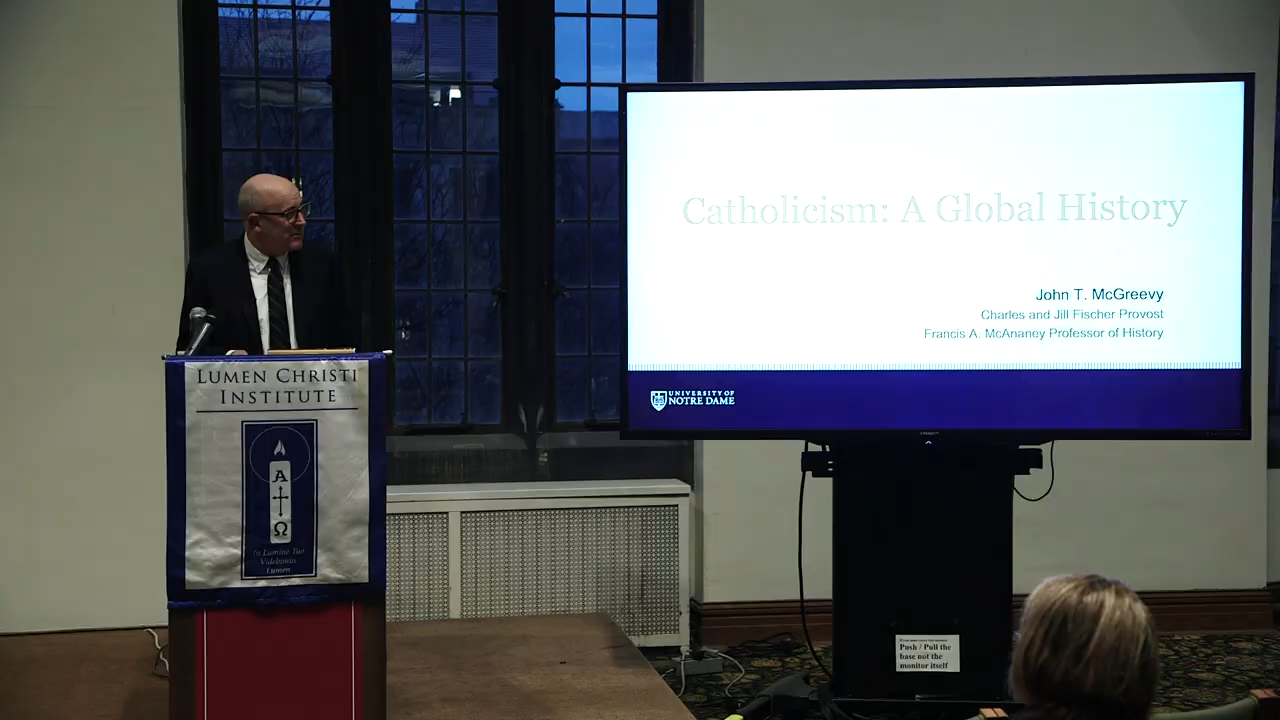 Catholicism: A Global History
John T. McGreevy
Charles and Jill Fischer Provost
Francis A. McAnaney Professor of History
UNIVERSITY OF
NOTRE DAME
LUMEN CHRISTI
INSTITUTE
Α
Ω
In Lumine Tuo
Videbimus
Lumen
Push / Pull the
base not the
monitor itself